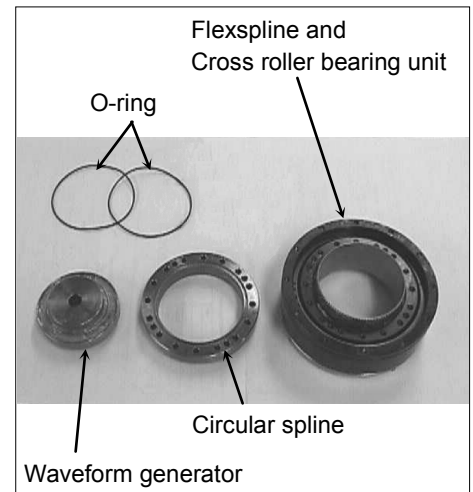 Flexspline and
Cross roller bearing unit
O-ring
Circular spline
Waveform generator